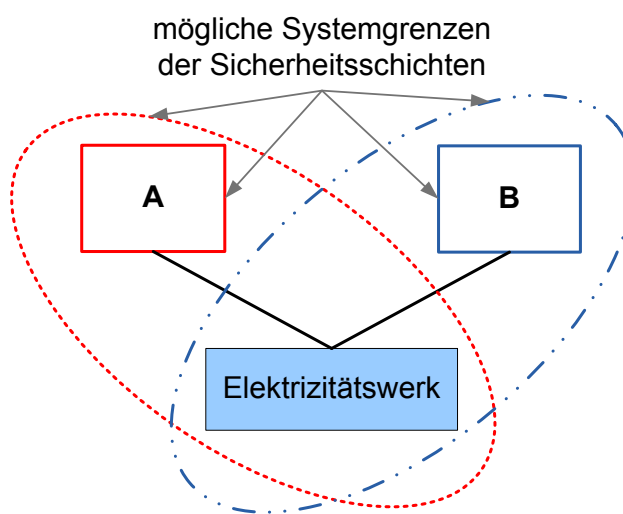 mögliche Systemgrenzen
der Sicherheitsschichten
A
B
Elektrizitätswerk